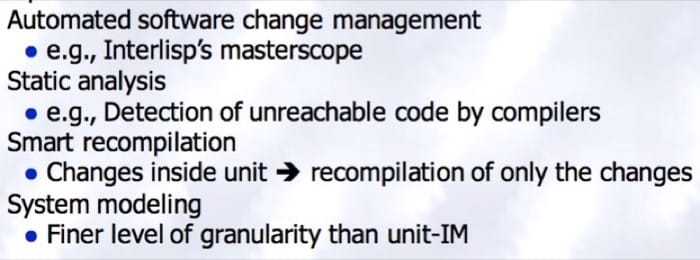 Automated software change management
• e.g., Interlisp's masterscope
Static analysis
• e.g., Detection of unreachable code by compilers
Smart recompilation
• Changes inside unit ➔ recompilation of only the changes
System modeling
• Finer level of granularity than unit-IM